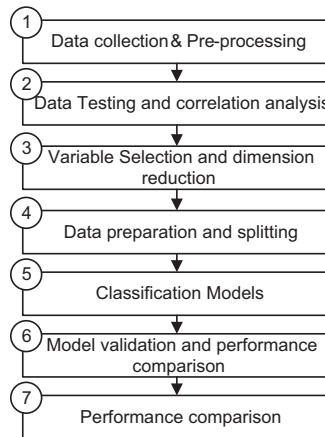 1
Data collection & Pre-processing
2
Data Testing and correlation analysis
3
Variable Selection and dimension
reduction
4
Data preparation and splitting
5
Classification Models
6
Model validation and performance
comparison
7
Performance comparison